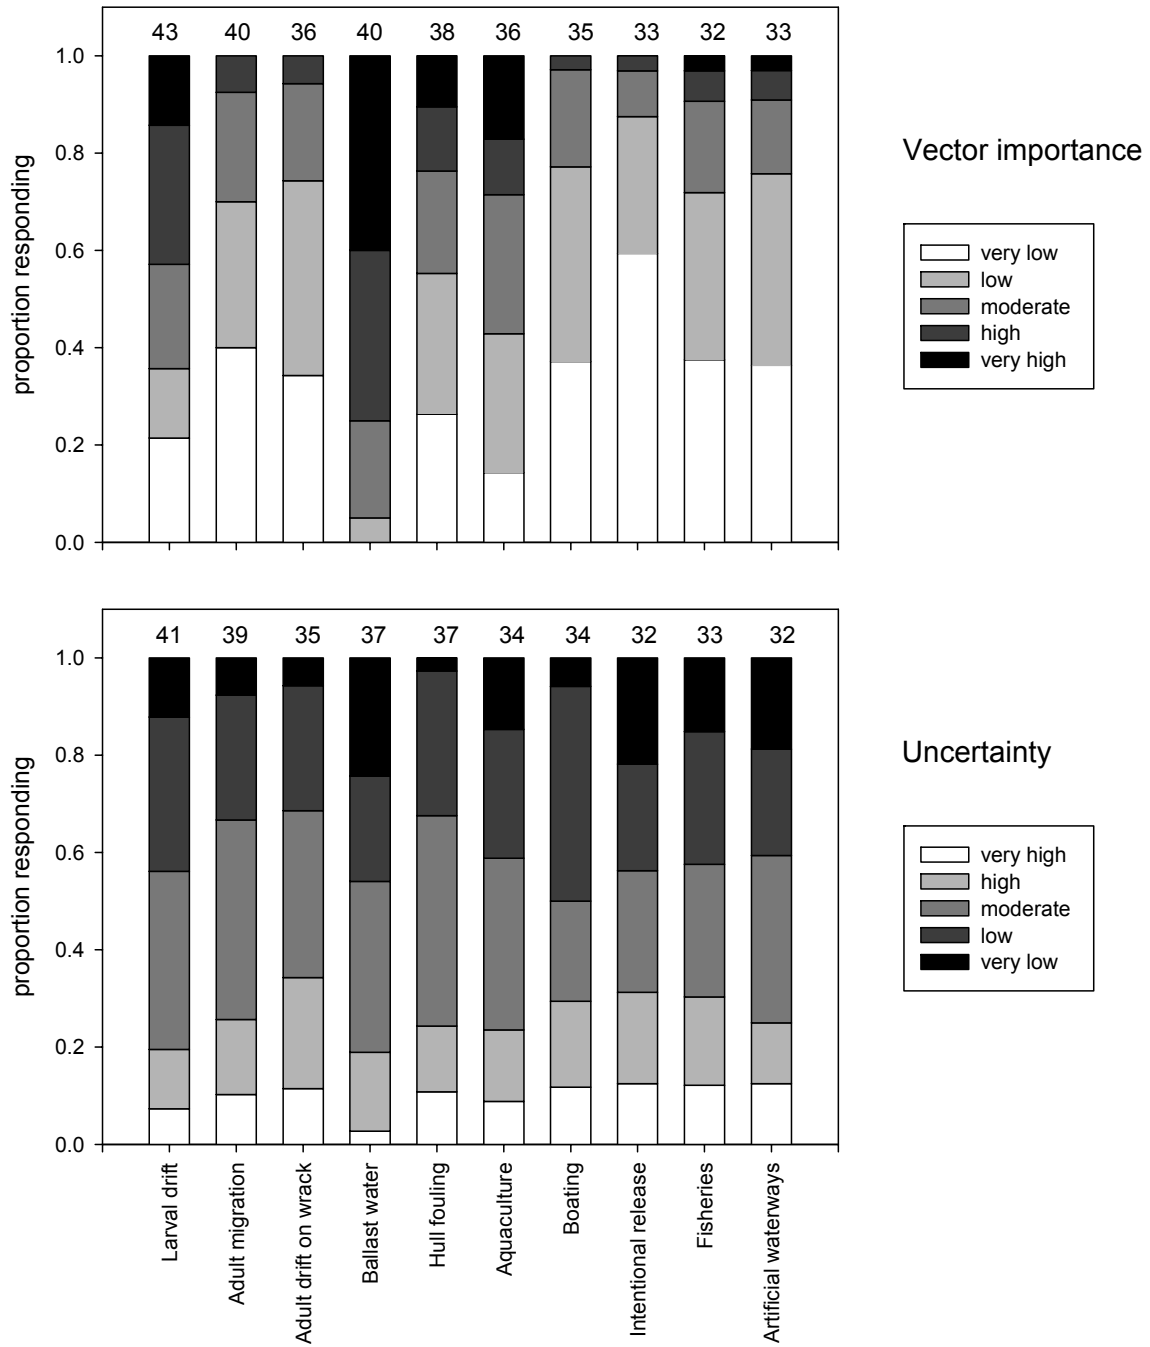 43 40 36 40 38 36 35 33 32 33
1.0
0.8
0.6
0.4
0.2
0.0
proportion responding
Vector importance
very low
low
moderate
high
very high
41 39 35 37 37 34 34 32 33 32
1.0
0.8
0.6
0.4
0.2
0.0
proportion responding
Uncertainty
very high
high
moderate
low
very low
Larval drift
Adult migration
Adult drift on wrack
Ballast water
Hull fouling
Aquaculture
Boating
Intentional release
Fisheries
Artificial waterways